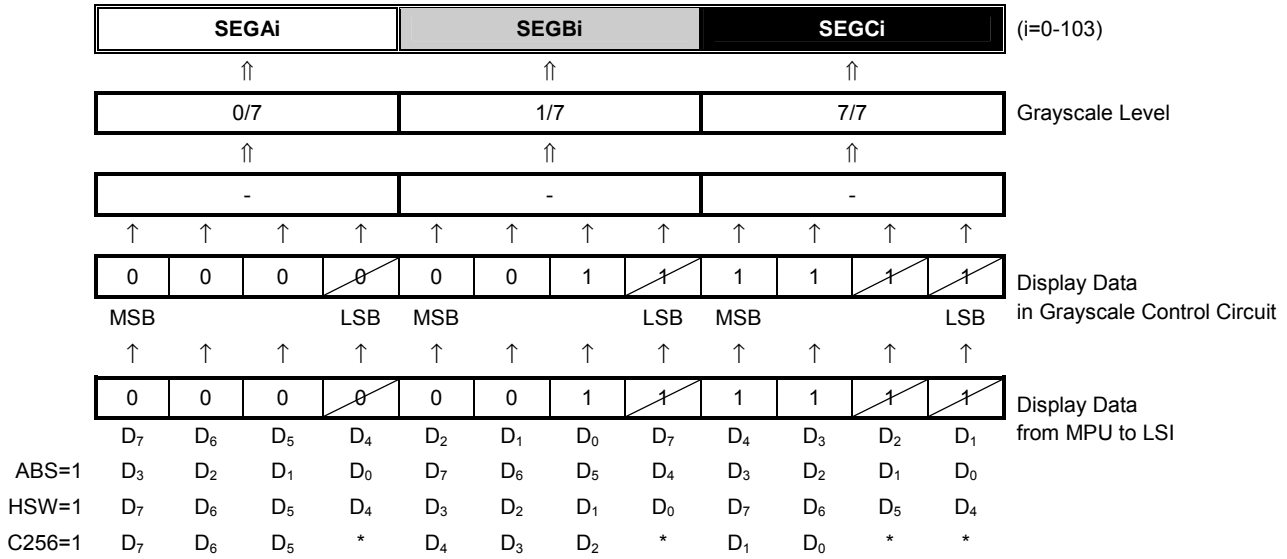 SEGAi SEGBi SEGCi (i=0-103)
⇑ ⇑ ⇑
0/7 1/7 7/7 Grayscale Level
⇑ ⇑ ⇑
- - -
↑ ↑ ↑ ↑ ↑ ↑ ↑ ↑ ↑ ↑ ↑ ↑
0 0 0 0 0 0 1 1 1 1 1 1 Display Data
MSB LSB MSB LSB MSB LSB in Grayscale Control Circuit
↑ ↑ ↑ ↑ ↑ ↑ ↑ ↑ ↑ ↑ ↑ ↑
0 0 0 0 0 0 1 1 1 1 1 1 Display Data
D₇ D₆ D₅ D₄ D₂ D₁ D₀ D₇ D₄ D₃ D₂ D₁ from MPU to LSI
ABS=1 D₃ D₂ D₁ D₀ D₇ D₆ D₅ D₄ D₃ D₂ D₁ D₀
HSW=1 D₇ D₆ D₅ D₄ D₃ D₂ D₁ D₀ D₇ D₆ D₅ D₄
C256=1 D₇ D₆ D₅ * D₄ D₃ D₂ * D₁ D₀ * *